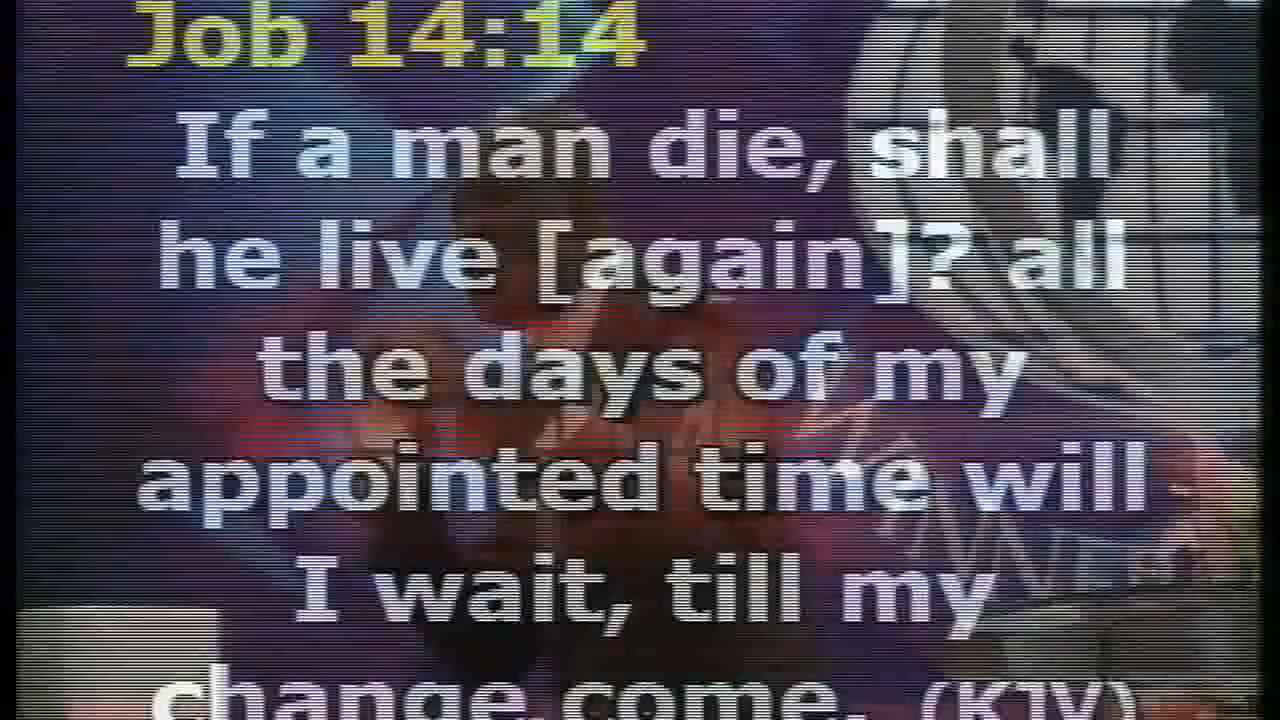 Job 14:14
If a man die, shall
he live [again]? all
the days of my
appointed time will
I wait, till my
change come. (KJV)